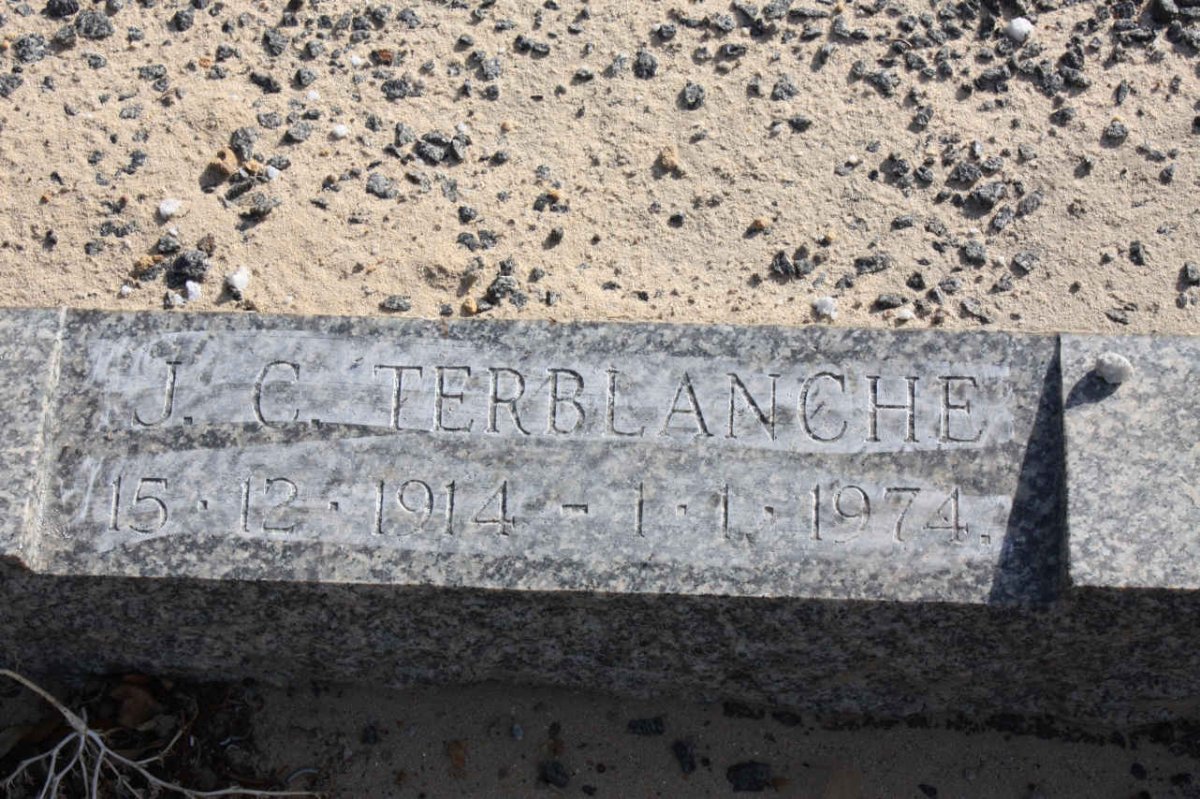 J. C. TERBLANCHE
15 · 12 · 1914 - 1 · 1 · 1974.